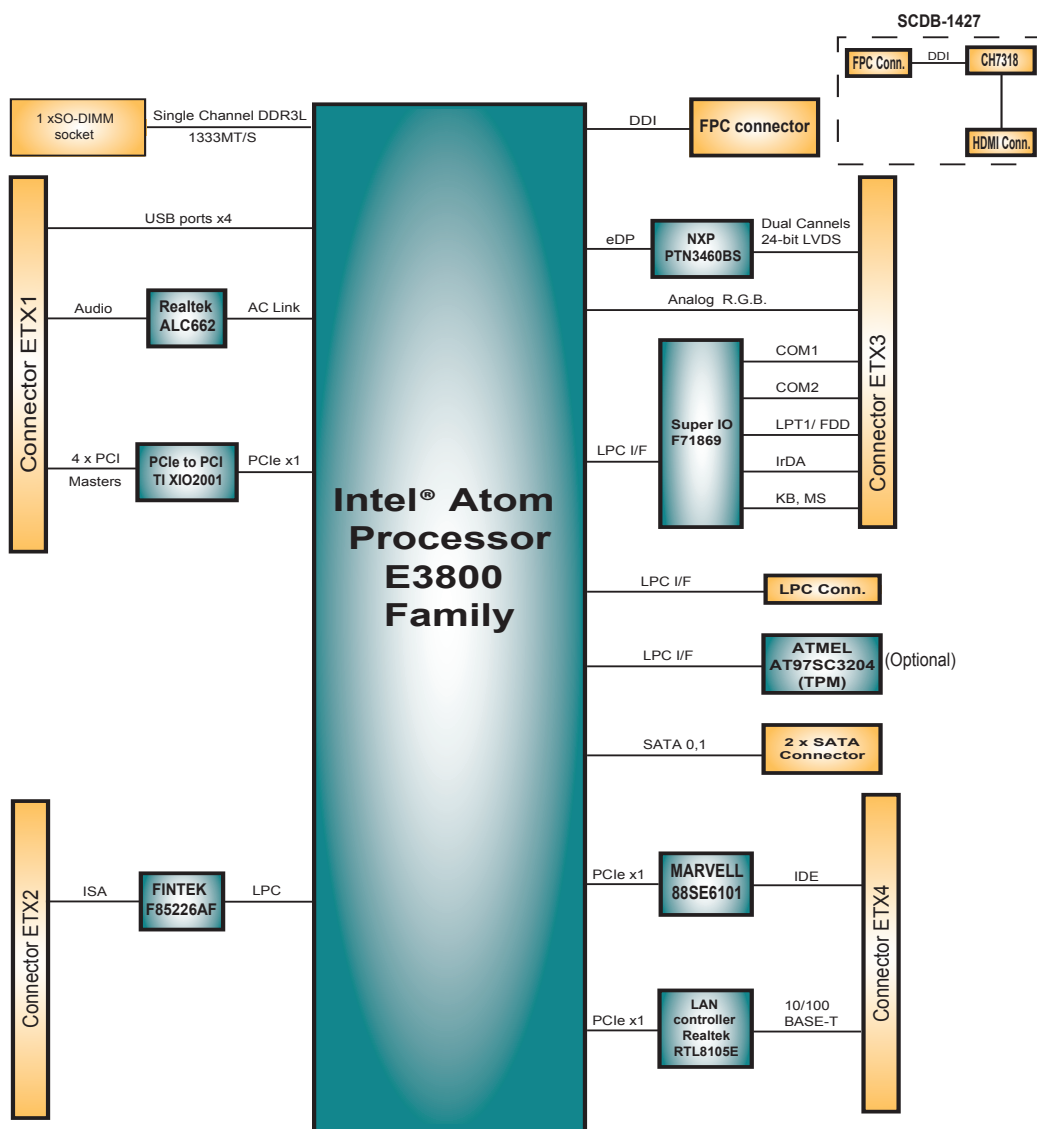 SCDB-1427
FPC Conn.
DDI
CH7318
HDMI Conn.
1 xSO-DIMM
socket
Single Channel DDR3L
1333MT/S
DDI
FPC connector
Connector ETX1
USB ports x4
Audio
Realtek
ALC662
AC Link
4 x PCI
Masters
PCIe to PCI
TI XIO2001
PCIe x1
Intel® Atom
Processor
E3800
Family
eDP
NXP
PTN3460BS
Dual Cannels
24-bit LVDS
Analog R.G.B.
LPC I/F
Super IO
F71869
COM1
COM2
LPT1/ FDD
IrDA
KB, MS
Connector ETX3
LPC I/F
LPC Conn.
LPC I/F
ATMEL
AT97SC3204
(TPM)
(Optional)
SATA 0,1
2 x SATA
Connector
Connector ETX2
ISA
FINTEK
F85226AF
LPC
PCIe x1
MARVELL
88SE6101
IDE
PCIe x1
LAN
controller
Realtek
RTL8105E
10/100
BASE-T
Connector ETX4